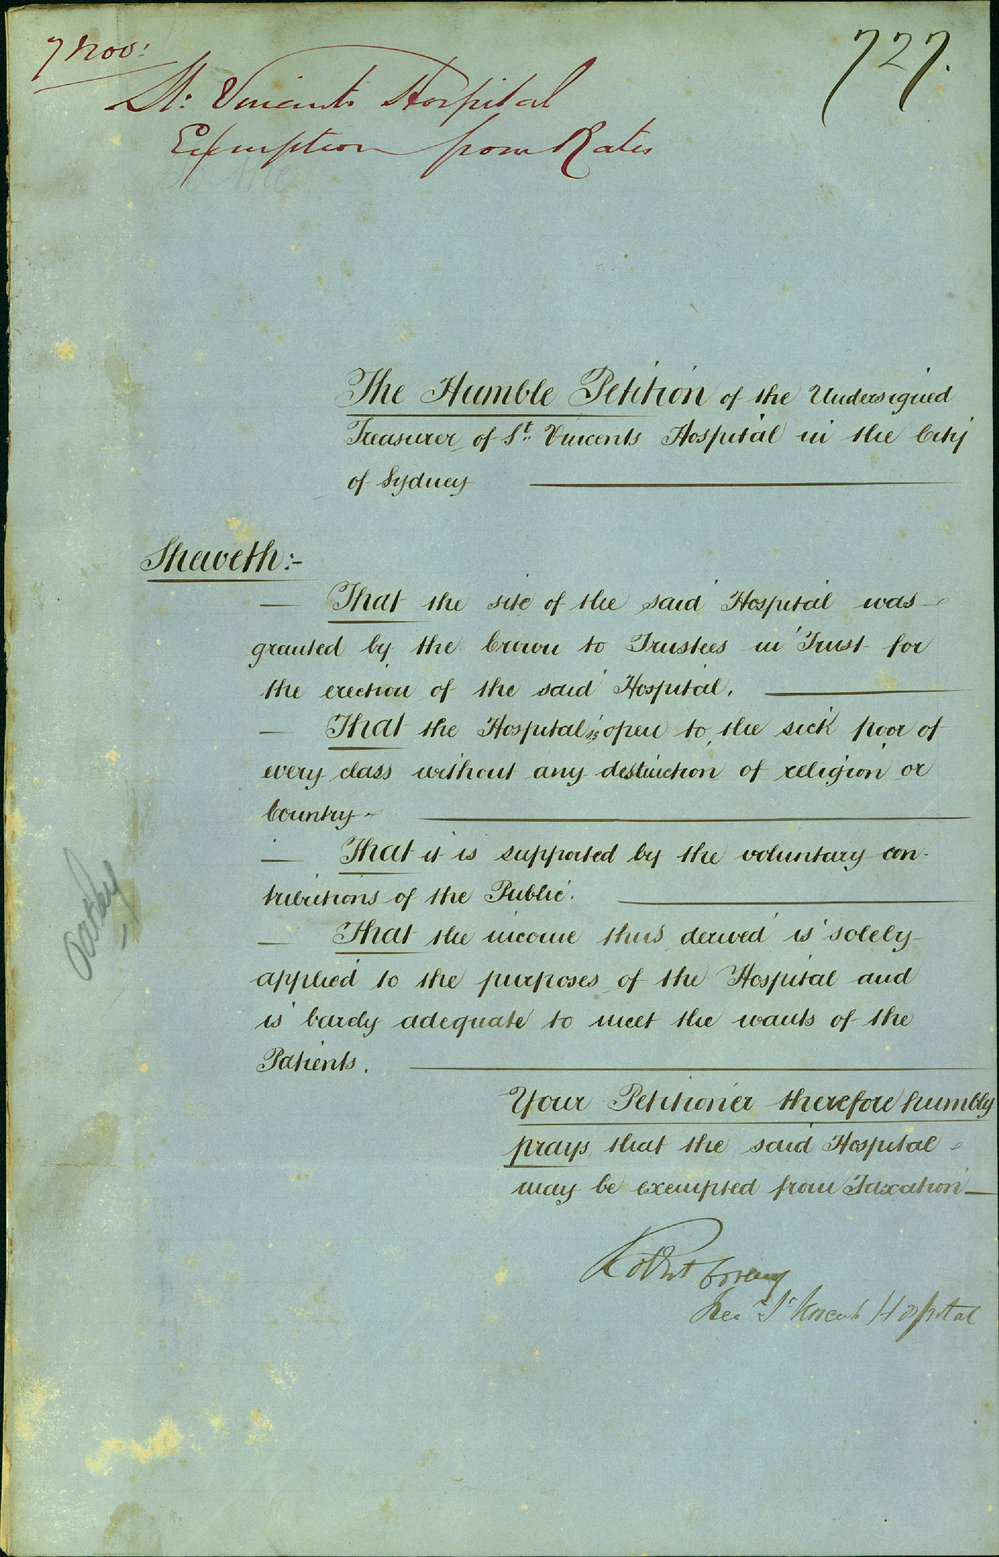 7 Nov:
727.
St: Vincents Hospital
Exemption from Rates
The Humble Petition of the Undersigned
Treasurer of St. Vincents Hospital in the City
of Sydney
Sheweth:-
That the site of the said Hospital was
granted by the Crown to Trustees in Trust for
the erection of the said Hospital.
That the Hospital is open to the sick poor of
every class without any destinction of religion or
Country
That it is supported by the voluntary con-
tributions of the Public.
That the income thus derived is solely
applied to the purposes of the Hospital and
is barely adequate to meet the wants of the
Patients.
Your Petitioner therefore humbly
prays that the said Hospital
may be exempted from Taxation
Robert
St Vincents Hospital